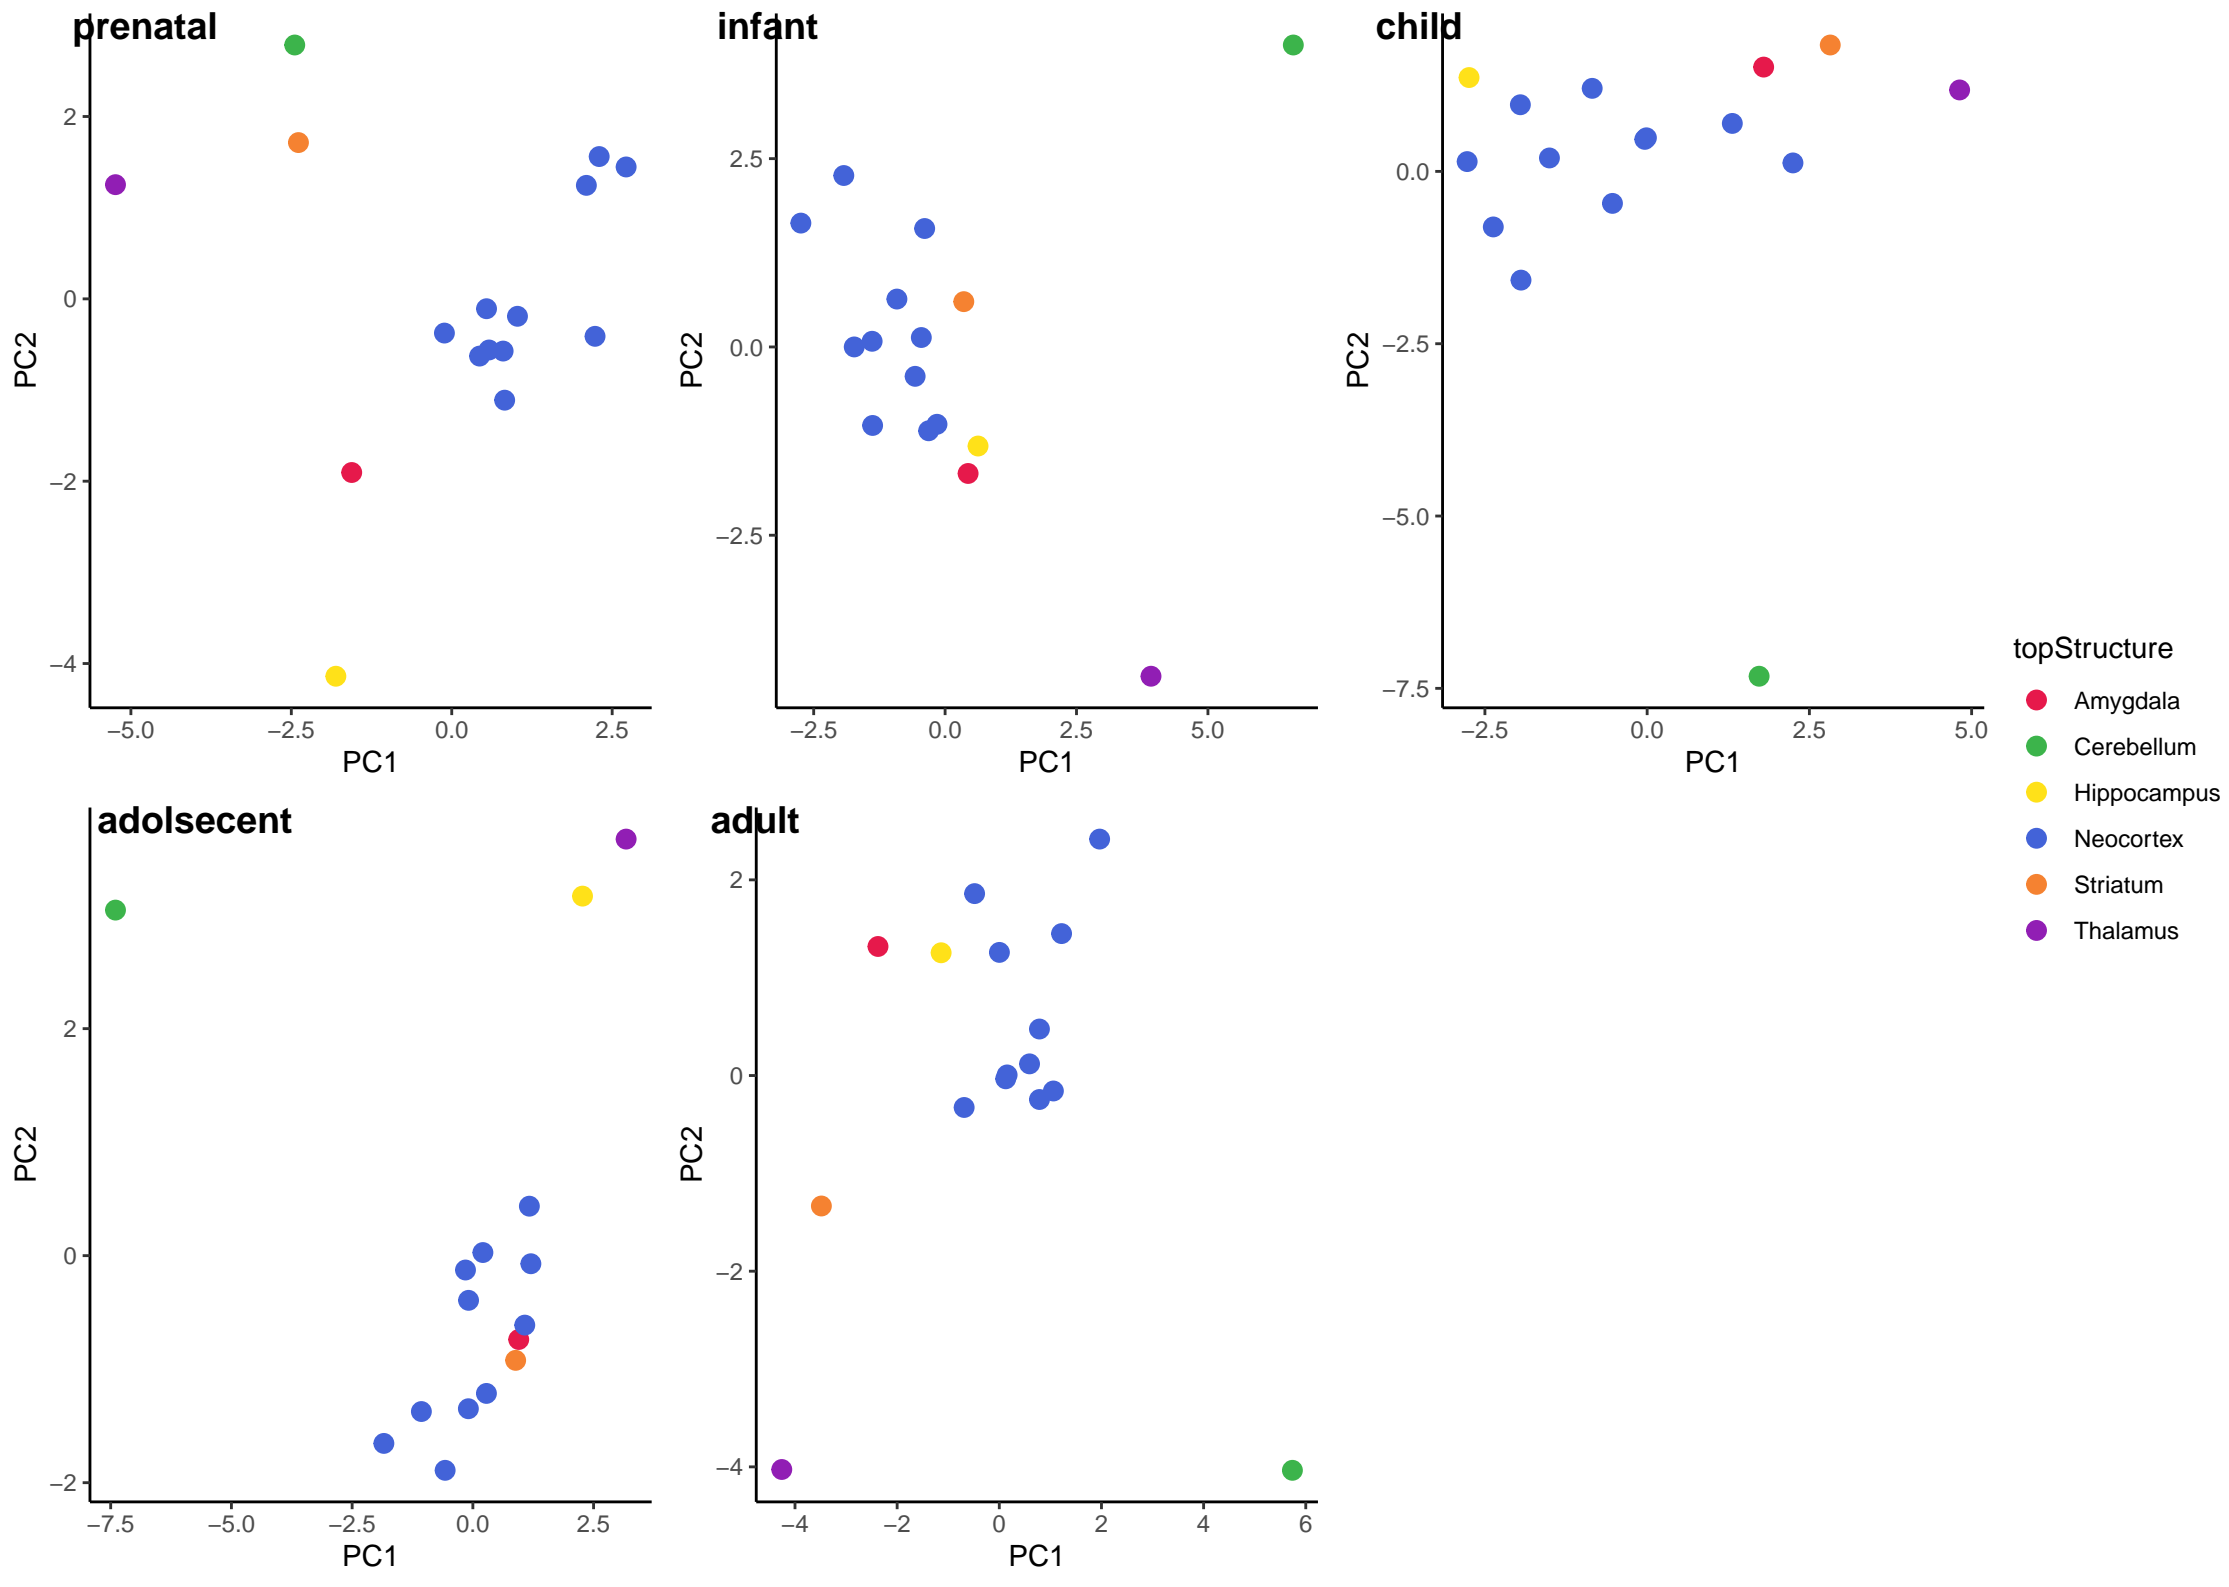 prenatal
infant
child
2
0
−2
−4
PC2
−5.0
−2.5
0.0
2.5
PC1
2.5
0.0
−2.5
PC2
−2.5
0.0
2.5
5.0
PC1
0.0
−2.5
−5.0
−7.5
PC2
−2.5
0.0
2.5
5.0
PC1
topStructure
Amygdala
Cerebellum
Hippocampus
Neocortex
Striatum
Thalamus
adolsecent
adult
2
0
−2
PC2
−7.5
−5.0
−2.5
0.0
2.5
PC1
2
0
−2
−4
PC2
−4
−2
0
2
4
6
PC1